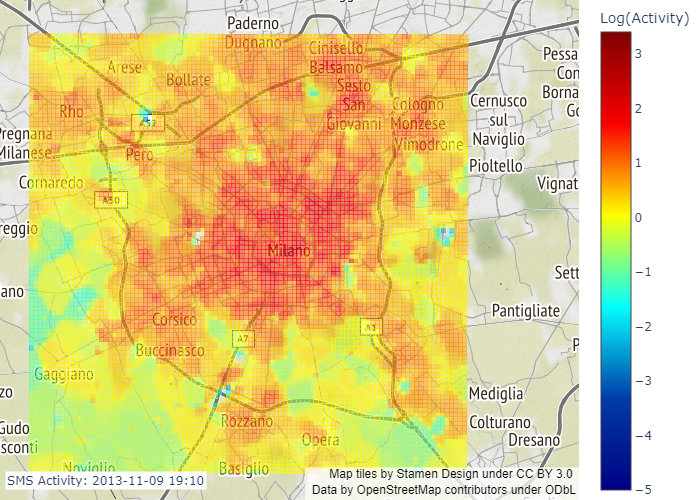 Paderno
Dugnano
Cinisello
Balsamo
Arese
Bollate
Sesto
San
Giovanni
Rho
A52
Cologno
Monzese
Cernusco
sul
Naviglio
Pessa
Con
Borna
Go
Pregnana
Milanese
Pero
Vimodrone
Pioltello
Cornaredo
A50
Vignat
reggio
Milano
Sett
ano
Pantigliate
Corsico
A7
A1
Buccinasco
P
Gaggiano
zo
Mediglia
Rozzano
Colturano
Gudo
sconti
Opera
Dresano
Noviglio
Basiglio
SMS Activity: 2013-11-09 19:10
Map tiles by Stamen Design under CC BY 3.0
Data by OpenStreetMap contributors under ODbL
Log(Activity)
3
2
1
0
−1
−2
−3
−4
−5